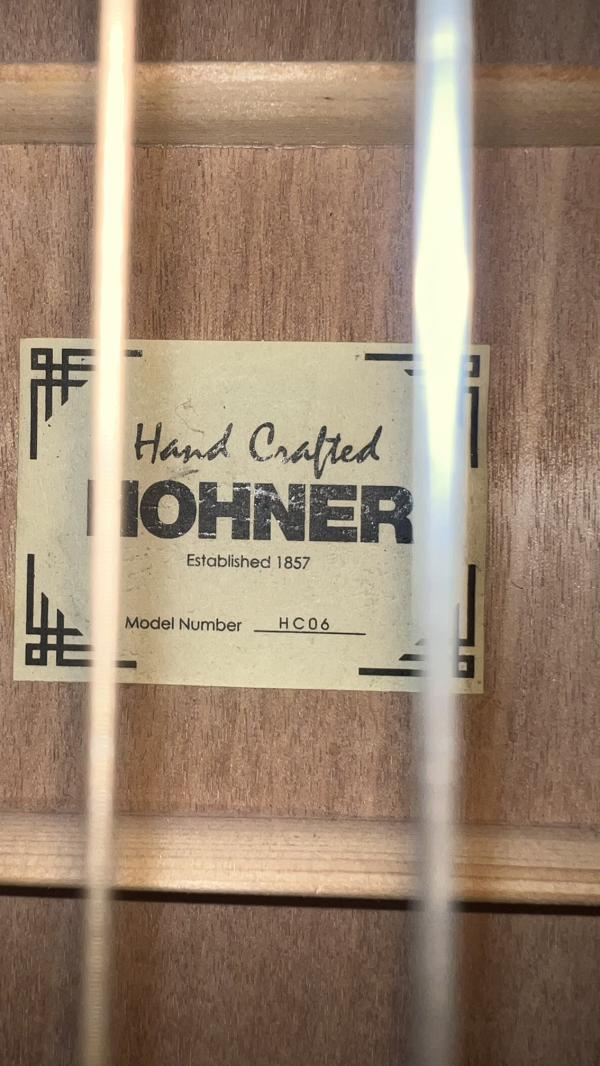 Hand Crafted
HOHNER
Established 1857
Model Number HC06